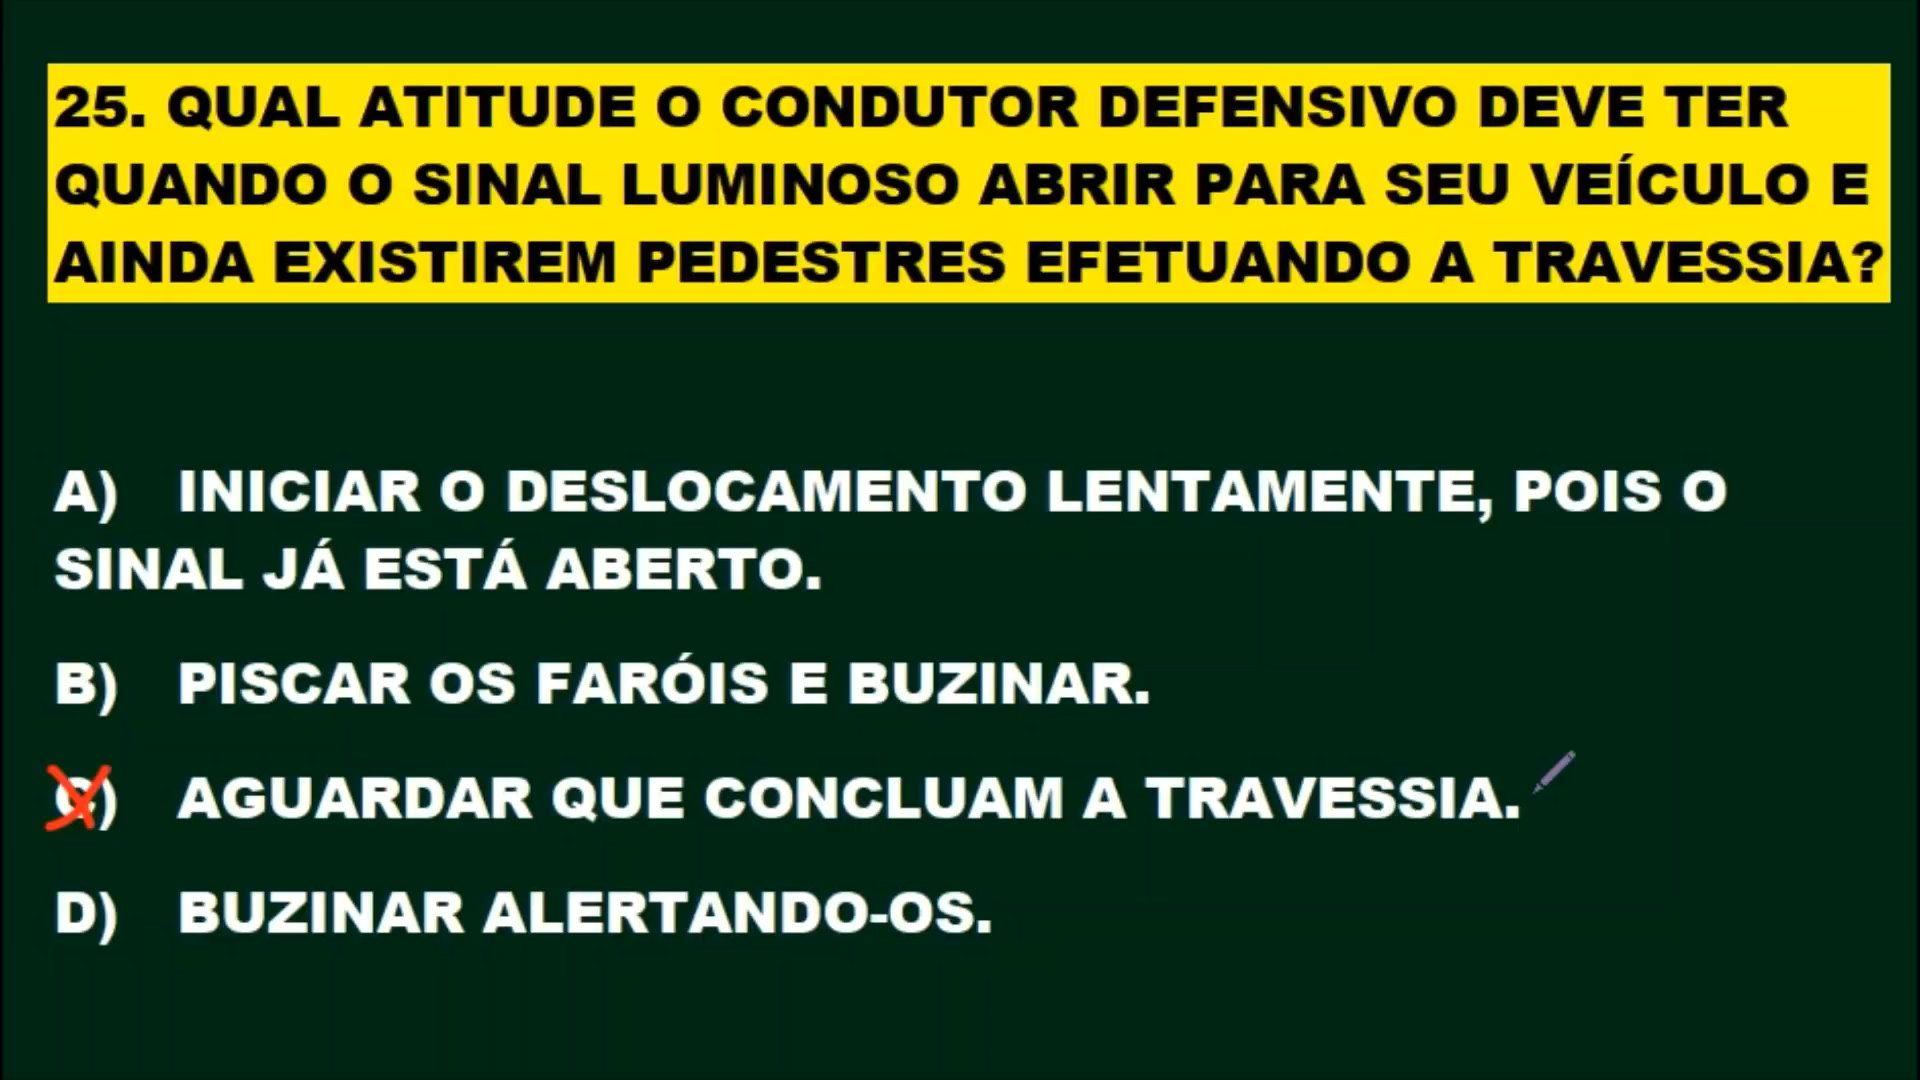 25. QUAL ATITUDE O CONDUTOR DEFENSIVO DEVE TER
QUANDO O SINAL LUMINOSO ABRIR PARA SEU VEÍCULO E
AINDA EXISTIREM PEDESTRES EFETUANDO A TRAVESSIA?
A) INICIAR O DESLOCAMENTO LENTAMENTE, POIS O
SINAL JÁ ESTÁ ABERTO.
B) PISCAR OS FARÓIS E BUZINAR.
C) AGUARDAR QUE CONCLUAM A TRAVESSIA.
D) BUZINAR ALERTANDO-OS.